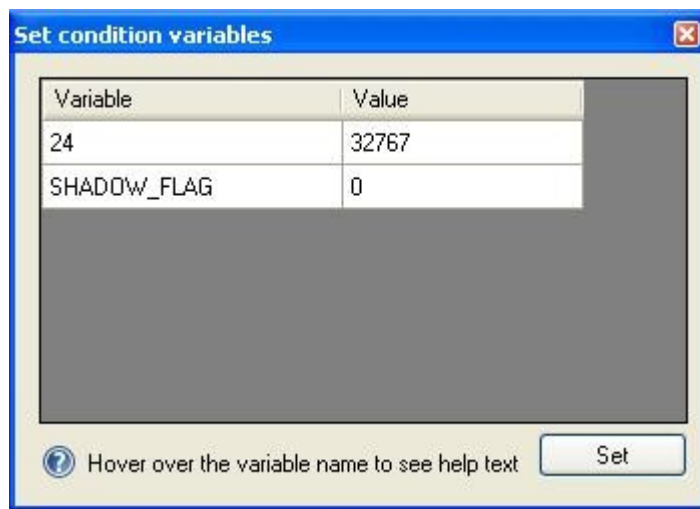 Set condition variables
Variable Value
24 32767
SHADOW_FLAG 0
Hover over the variable name to see help text Set